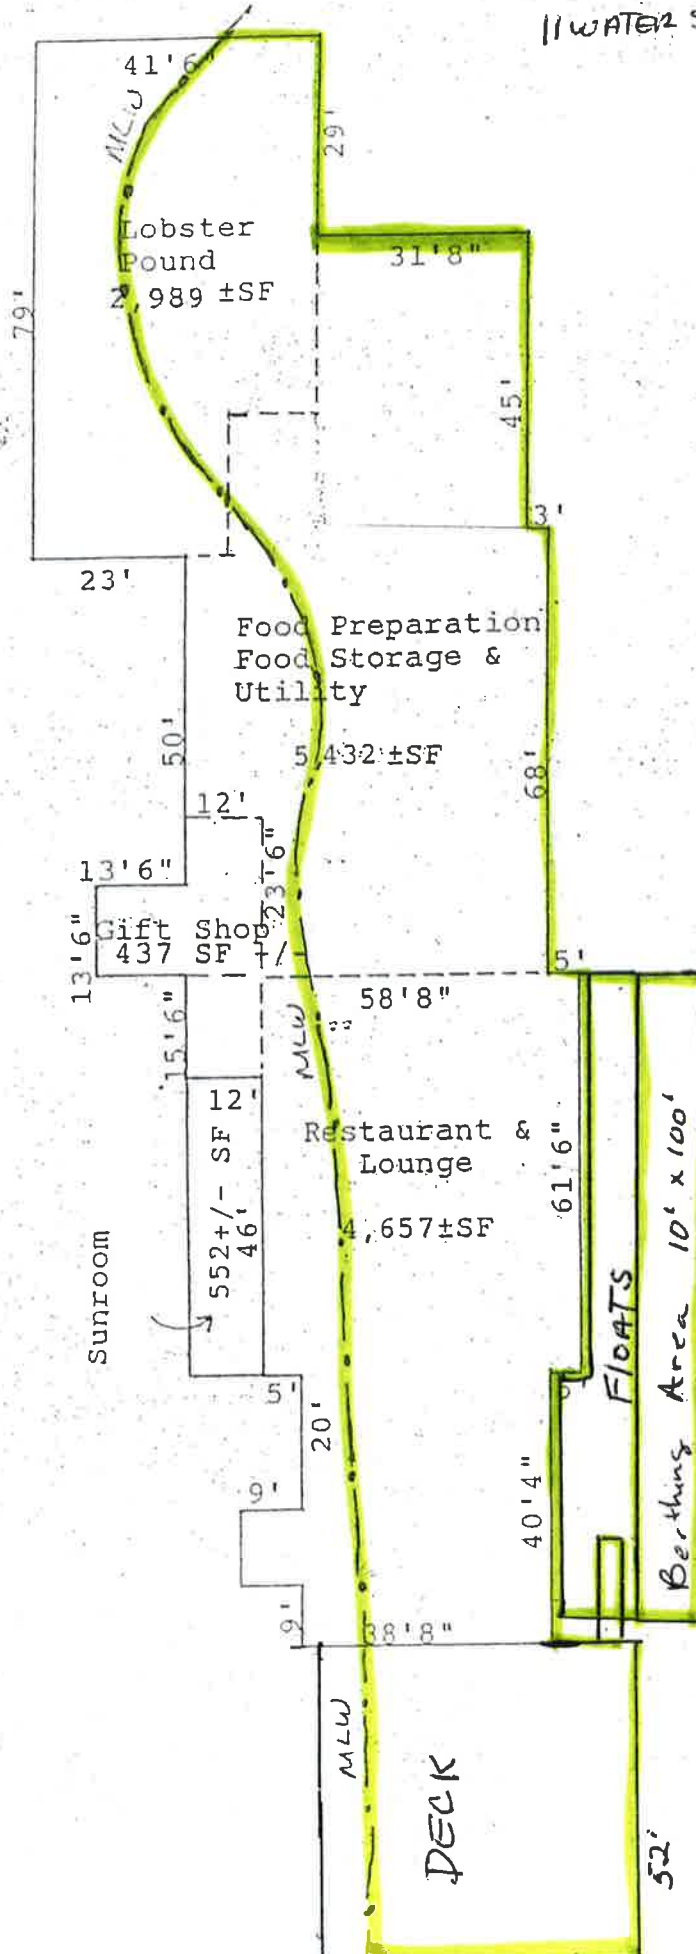 11 WATER S
41'6"
MLW
29'
Lobster
Pound
2,989 ±SF
31'8"
79'
45'
3'
23'
Food Preparation
Food Storage &
Utility
50'
5,432 ±SF
68'
12'
23'6"
13'6"
13'6"
Gift Shop
437 SF +/-
5'
58'8"
15'6"
MLW
12'
Restaurant &
Lounge
61'6"
552+/- SF
46'
4,657±SF
Sunroom
FLOATS
Berthing Area 10' x 100'
5'
20'
9'
40'4"
9'
38'8"
MLW
DECK
52'